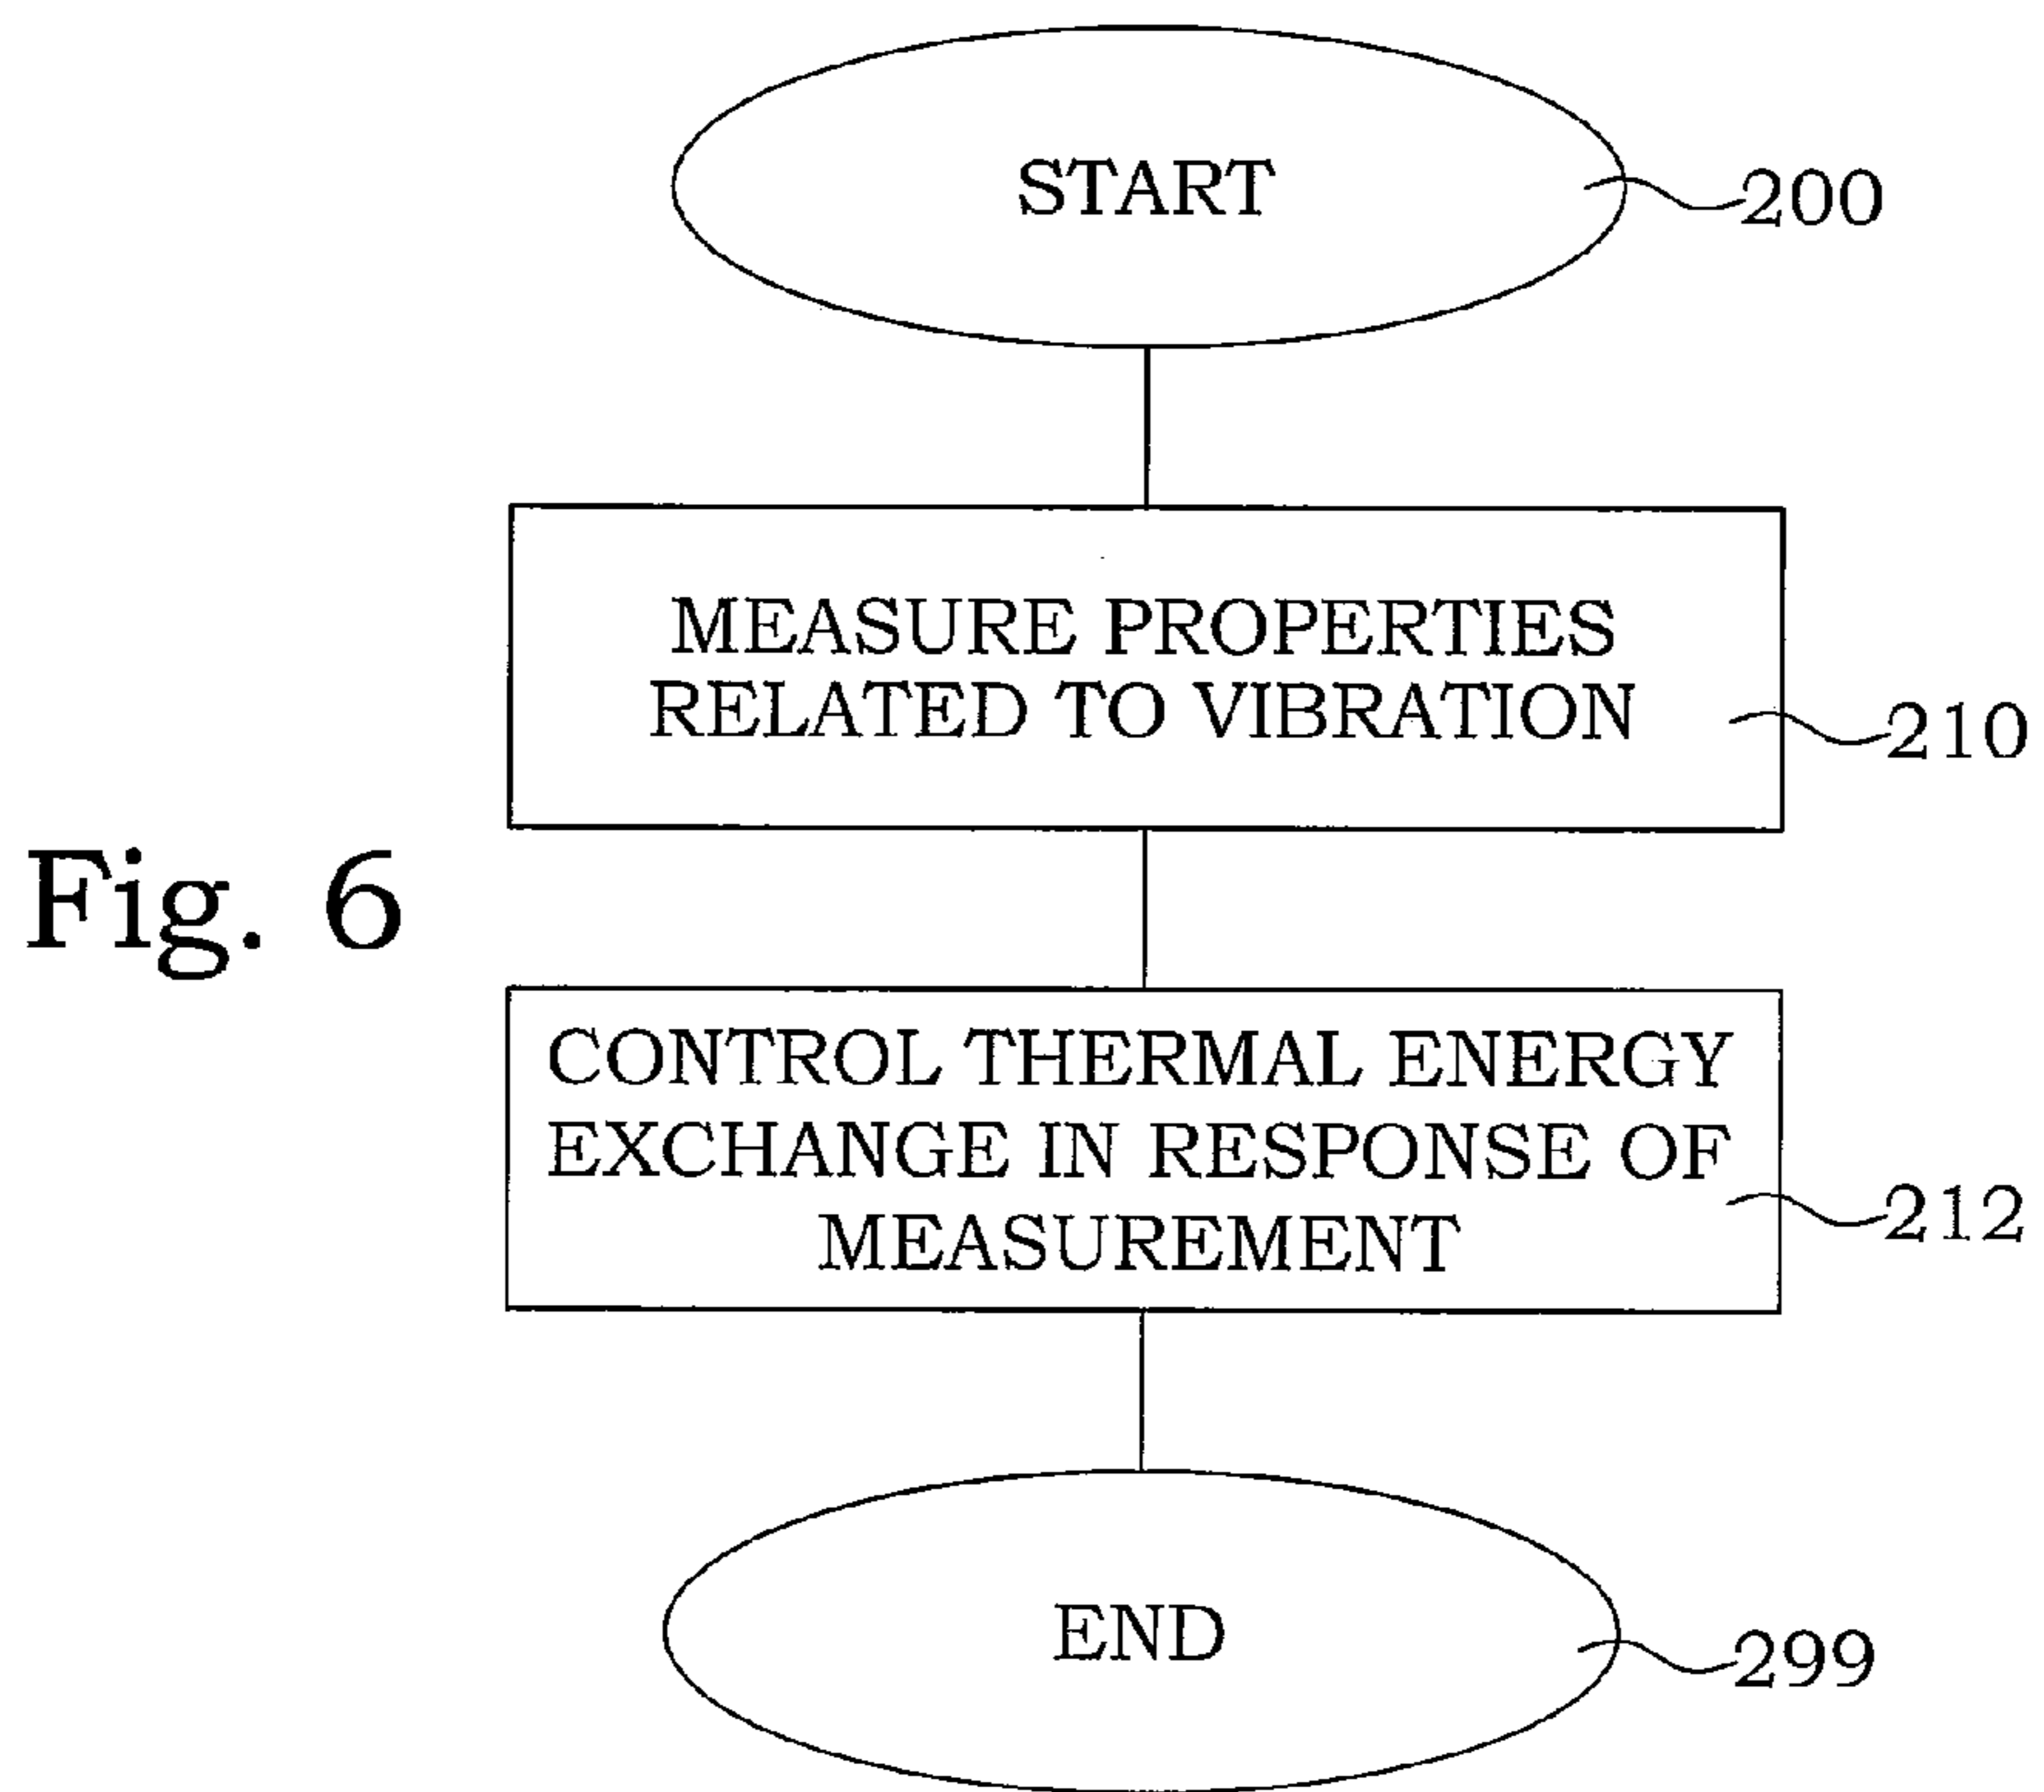 START
200
MEASURE PROPERTIES
RELATED TO VIBRATION
210
Fig. 6
CONTROL THERMAL ENERGY
EXCHANGE IN RESPONSE OF
MEASUREMENT
212
END
299